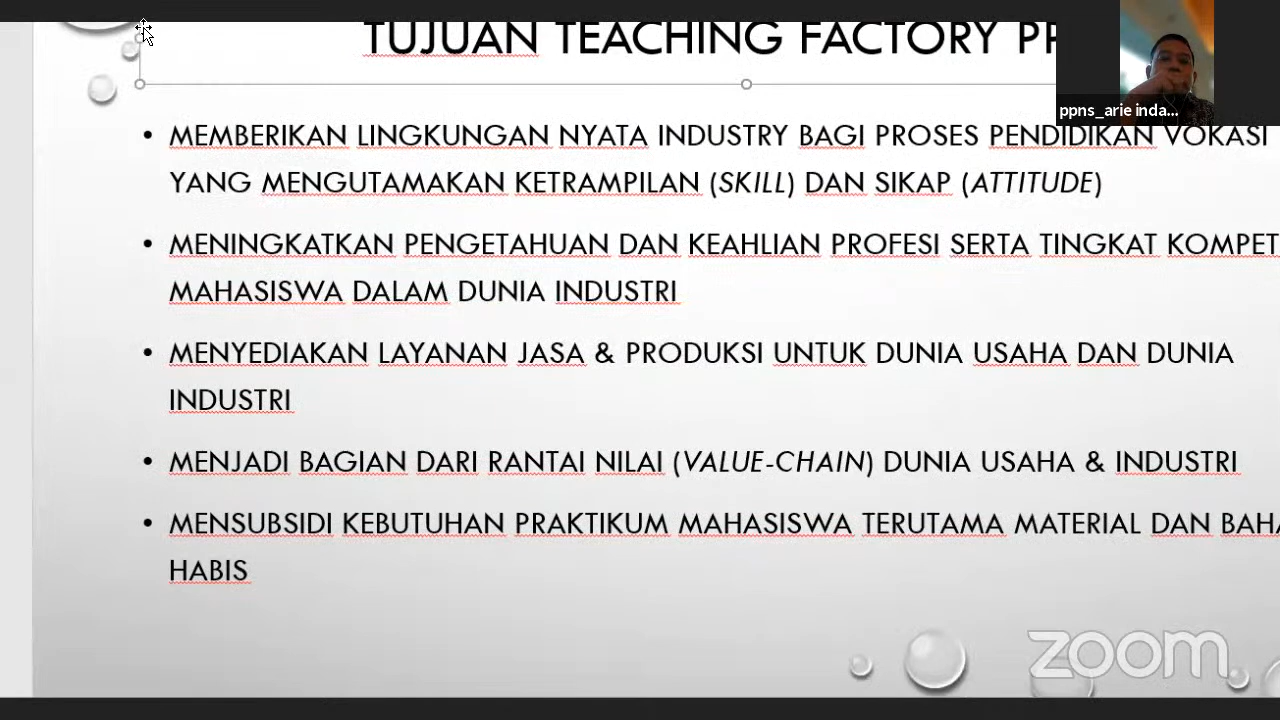 TUJUAN TEACHING FACTORY
ppns_arie inda...
• MEMBERIKAN LINGKUNGAN NYATA INDUSTRY BAGI PROSES PENDIDIKAN VOKASI
YANG MENGUTAMAKAN KETRAMPILAN (SKILL) DAN SIKAP (ATTITUDE)
• MENINGKATKAN PENGETAHUAN DAN KEAHLIAN PROFESI SERTA TINGKAT KOMPET
MAHASISWA DALAM DUNIA INDUSTRI
• MENYEDIAKAN LAYANAN JASA & PRODUKSI UNTUK DUNIA USAHA DAN DUNIA
INDUSTRI
• MENJADI BAGIAN DARI RANTAI NILAI (VALUE-CHAIN) DUNIA USAHA & INDUSTRI
• MENSUBSIDI KEBUTUHAN PRAKTIKUM MAHASISWA TERUTAMA MATERIAL DAN BAHA
HABIS
zoom